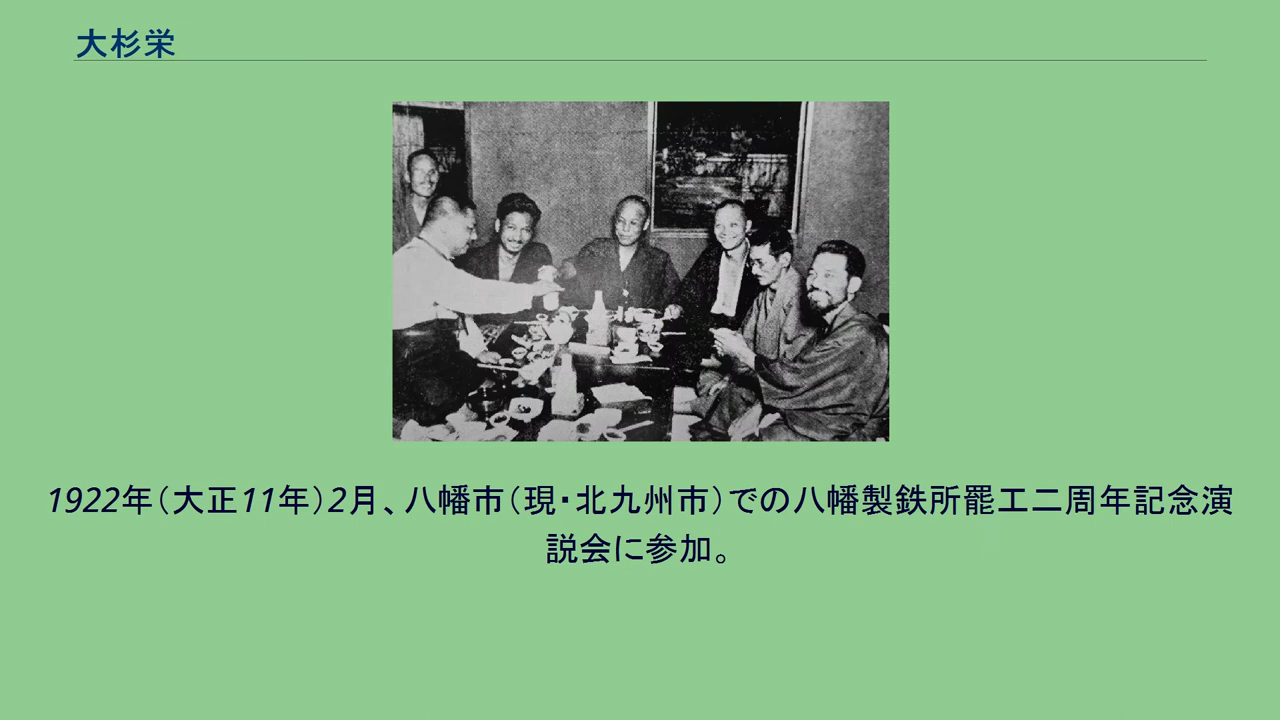 大杉栄
1922年（大正11年）2月、八幡市（現・北九州市）での八幡製鉄所罷工二周年記念演
説会に参加。